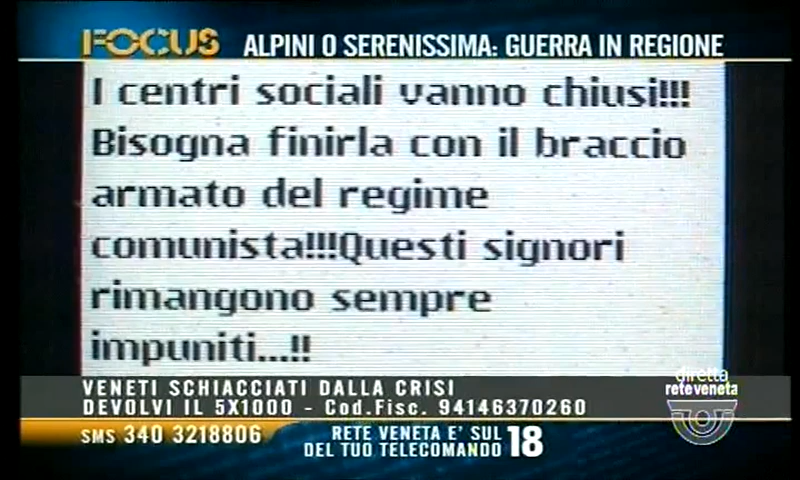 FOCUS ALPINI O SERENISSIMA: GUERRA IN REGIONE
I centri sociali vanno chiusi!!!
Bisogna finirla con il braccio
armato del regime
comunista!!!Questi signori
rimangono sempre
impuniti...!!
VENETI SCHIACCIATI DALLA CRISI
DEVOLVI IL 5X1000 - Cod.Fisc. 94146370260
diretta
reteveneta
SMS 340 3218806
RETE VENETA E' SUL
DEL TUO TELECOMANDO 18